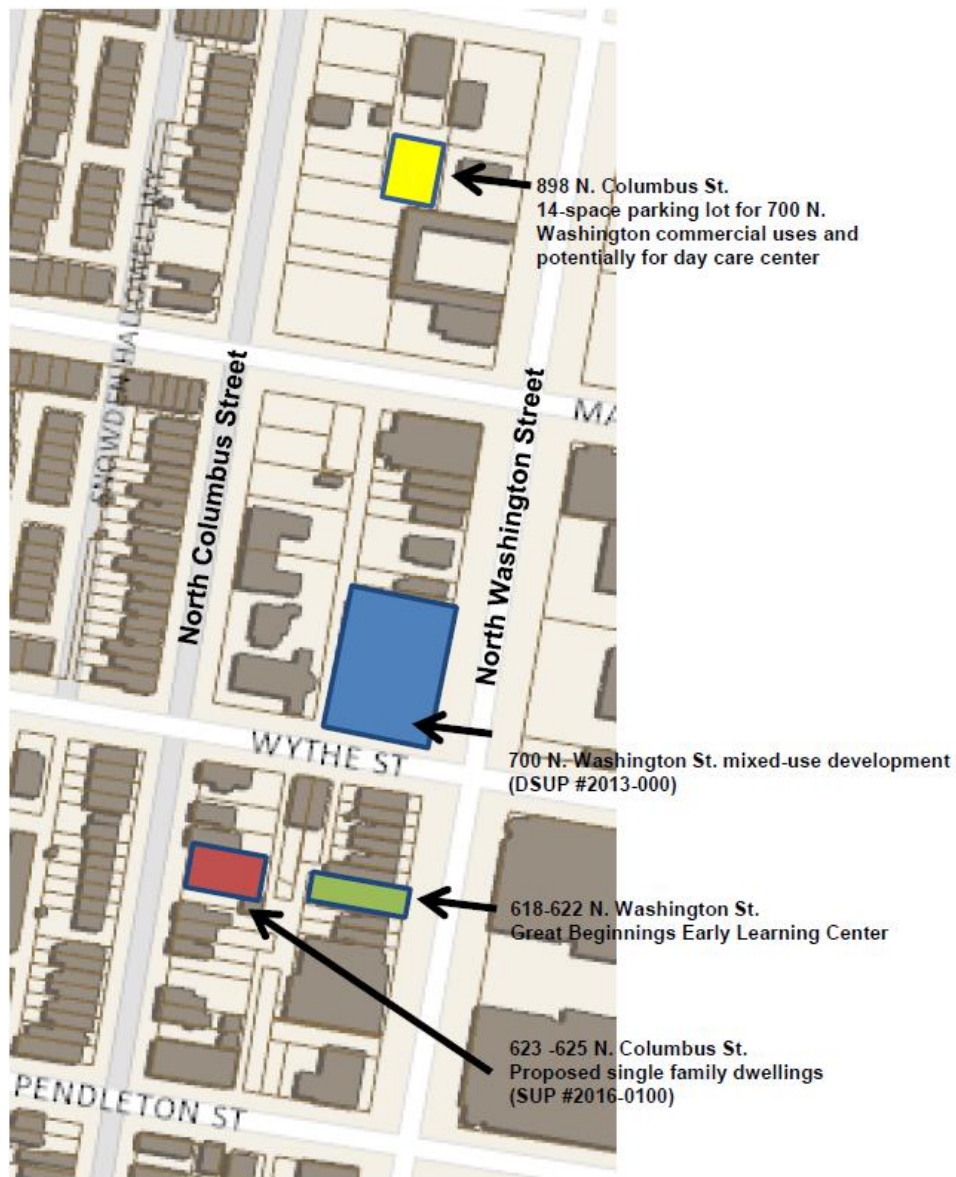 898 N. Columbus St.
14-space parking lot for 700 N.
Washington commercial uses and
potentially for day care center
SNOWDEN HALLOWELL WY
North Columbus Street
North Washington Street
MA
WYTHE ST
700 N. Washington St. mixed-use development
(DSUP #2013-000)
618-622 N. Washington St.
Great Beginnings Early Learning Center
623 -625 N. Columbus St.
Proposed single family dwellings
(SUP #2016-0100)
PENDLETON ST